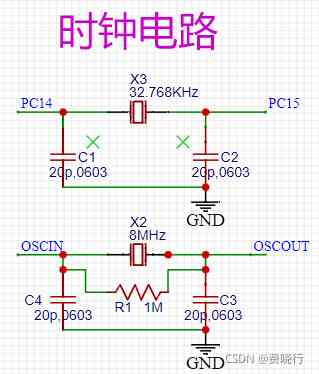 时钟电路
X3
32.768KHz
PC14
PC15
C1
C2
20p,0603
20p,0603
GND
X2
8MHz
OSCIN
OSCOUT
C4
R1 1M
C3
20p,0603
20p,0603
GND
CSDN @费晓行